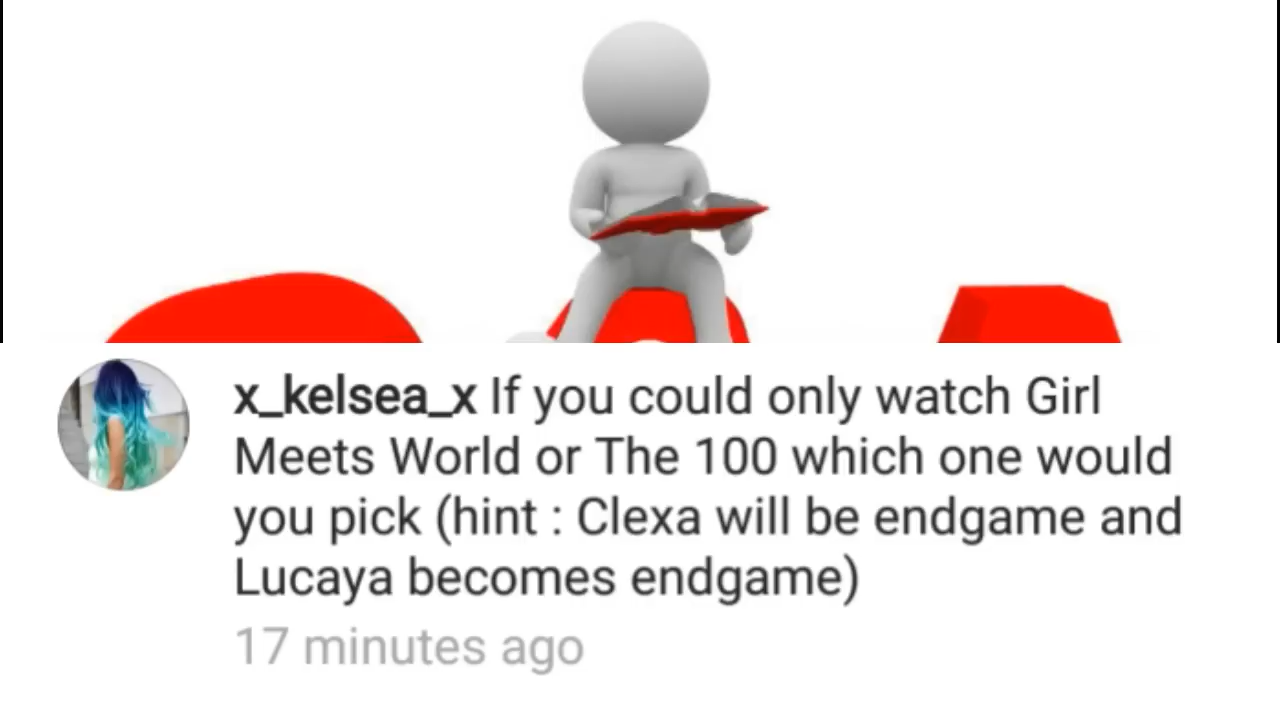 x_kelsea_x If you could only watch Girl
Meets World or The 100 which one would
you pick (hint : Clexa will be endgame and
Lucaya becomes endgame)
17 minutes ago